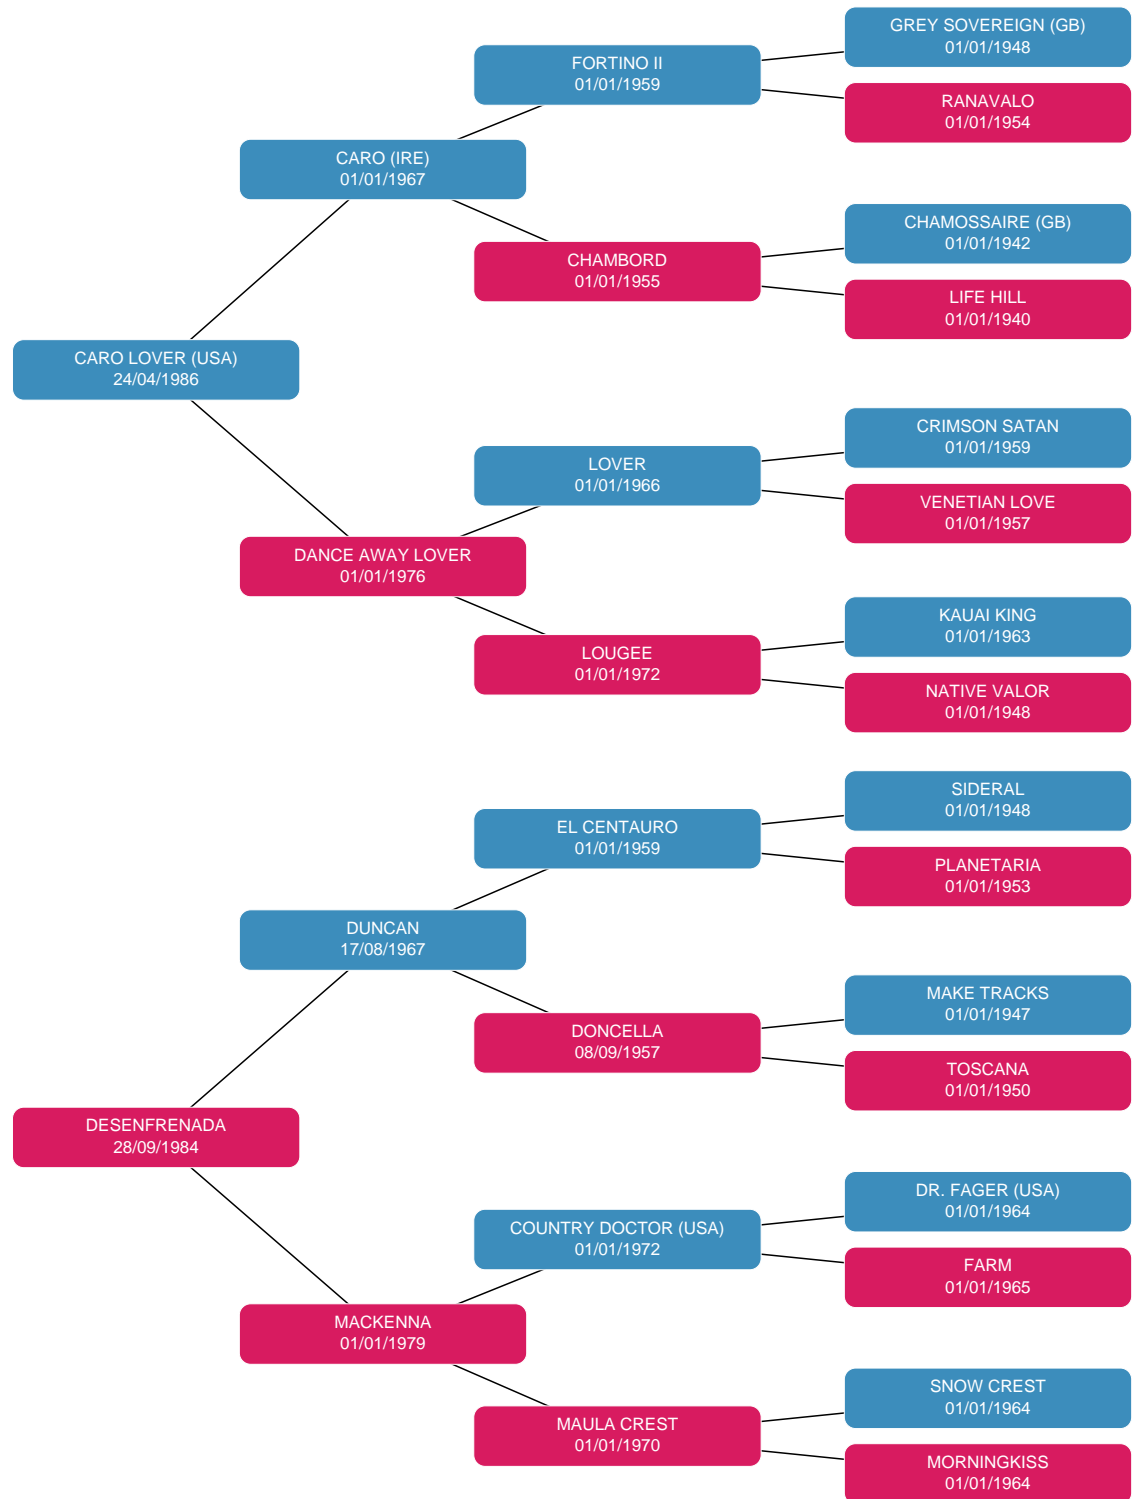 GREY SOVEREIGN (GB)
01/01/1948
FORTINO II
01/01/1959
RANAVALO
01/01/1954
CARO (IRE)
01/01/1967
CHAMOSSAIRE (GB)
01/01/1942
CHAMBORD
01/01/1955
LIFE HILL
01/01/1940
CARO LOVER (USA)
24/04/1986
CRIMSON SATAN
01/01/1959
LOVER
01/01/1966
VENETIAN LOVE
01/01/1957
DANCE AWAY LOVER
01/01/1976
KAUAI KING
01/01/1963
LOUGEE
01/01/1972
NATIVE VALOR
01/01/1948
SIDERAL
01/01/1948
EL CENTAURO
01/01/1959
PLANETARIA
01/01/1953
DUNCAN
17/08/1967
MAKE TRACKS
01/01/1947
DONCELLA
08/09/1957
TOSCANA
01/01/1950
DESENFRENADA
28/09/1984
DR. FAGER (USA)
01/01/1964
COUNTRY DOCTOR (USA)
01/01/1972
FARM
01/01/1965
MACKENNA
01/01/1979
SNOW CREST
01/01/1964
MAULA CREST
01/01/1970
MORNINGKISS
01/01/1964